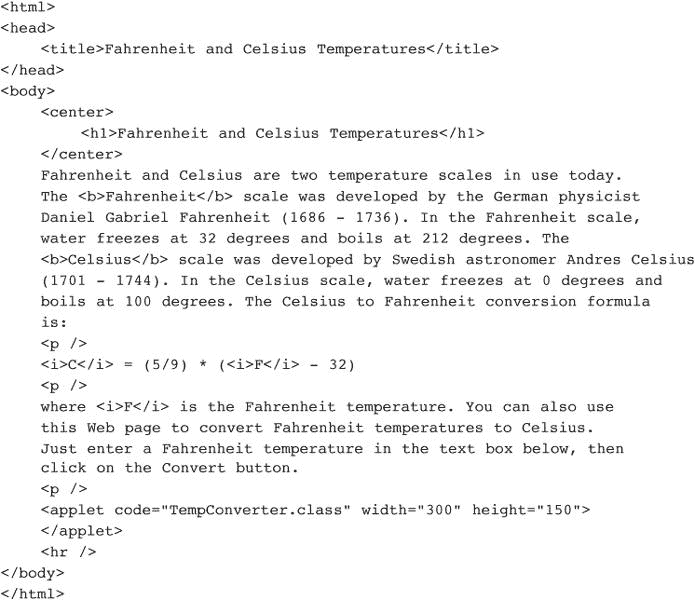 <html>
<head>
    <title>Fahrenheit and Celsius Temperatures</title>
</head>
<body>
    <center>
        <h1>Fahrenheit and Celsius Temperatures</h1>
    </center>
    Fahrenheit and Celsius are two temperature scales in use today.
    The <b>Fahrenheit</b> scale was developed by the German physicist
    Daniel Gabriel Fahrenheit (1686 - 1736). In the Fahrenheit scale,
    water freezes at 32 degrees and boils at 212 degrees. The
    <b>Celsius</b> scale was developed by Swedish astronomer Andres Celsius
    (1701 - 1744). In the Celsius scale, water freezes at 0 degrees and
    boils at 100 degrees. The Celsius to Fahrenheit conversion formula
    is:
    <p />
    <i>C</i> = (5/9) * (<i>F</i> - 32)
    <p />
    where <i>F</i> is the Fahrenheit temperature. You can also use
    this Web page to convert Fahrenheit temperatures to Celsius.
    Just enter a Fahrenheit temperature in the text box below, then
    click on the Convert button.
    <p />
    <applet code="TempConverter.class" width="300" height="150">
    </applet>
    <hr />
</body>
</html>